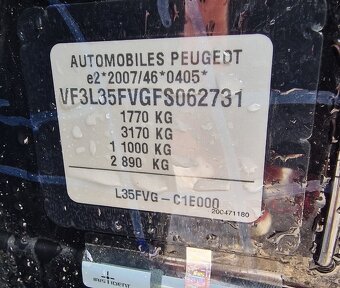 AUTOMOBILES PEUGEOT
e2*2007/46*0405*
VF3L35FVGFS062731
1770 KG
3170 KG
1 1000 KG
2 890 KG
L35FVG - C1E000
200471180